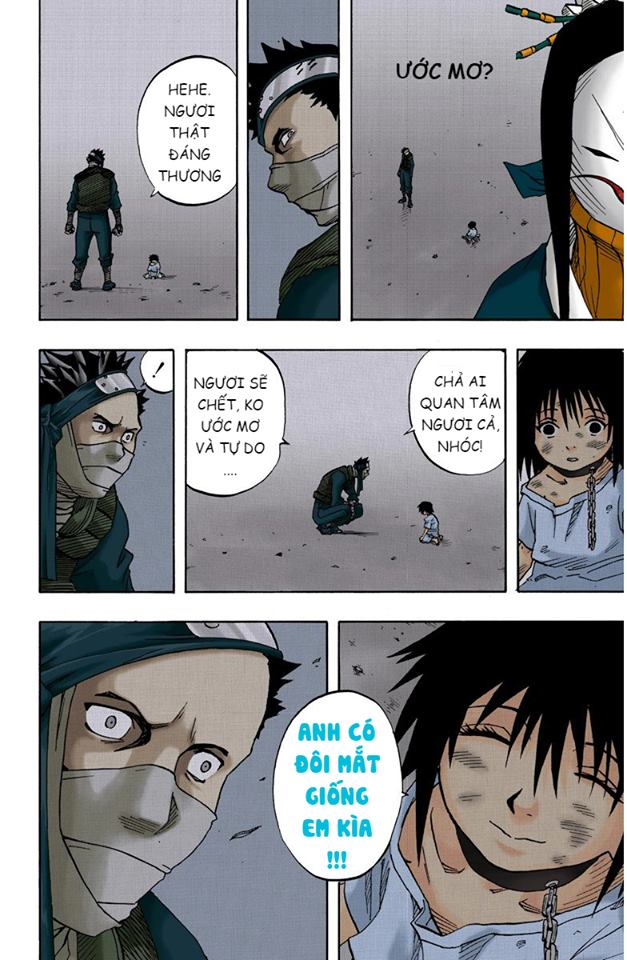 ƯỚC MƠ?
HEHE.
NGƯƠI
THẬT
ĐÁNG
THƯƠNG
CHẢ AI
QUAN TÂM
NGƯƠI CẢ,
NHÓC!
NGƯƠI SẼ
CHẾT, KO
ƯỚC MƠ
VÀ TỰ DO
....
!
ANH CÓ
ĐÔI MẮT
GIỐNG
EM KÌA
!!!